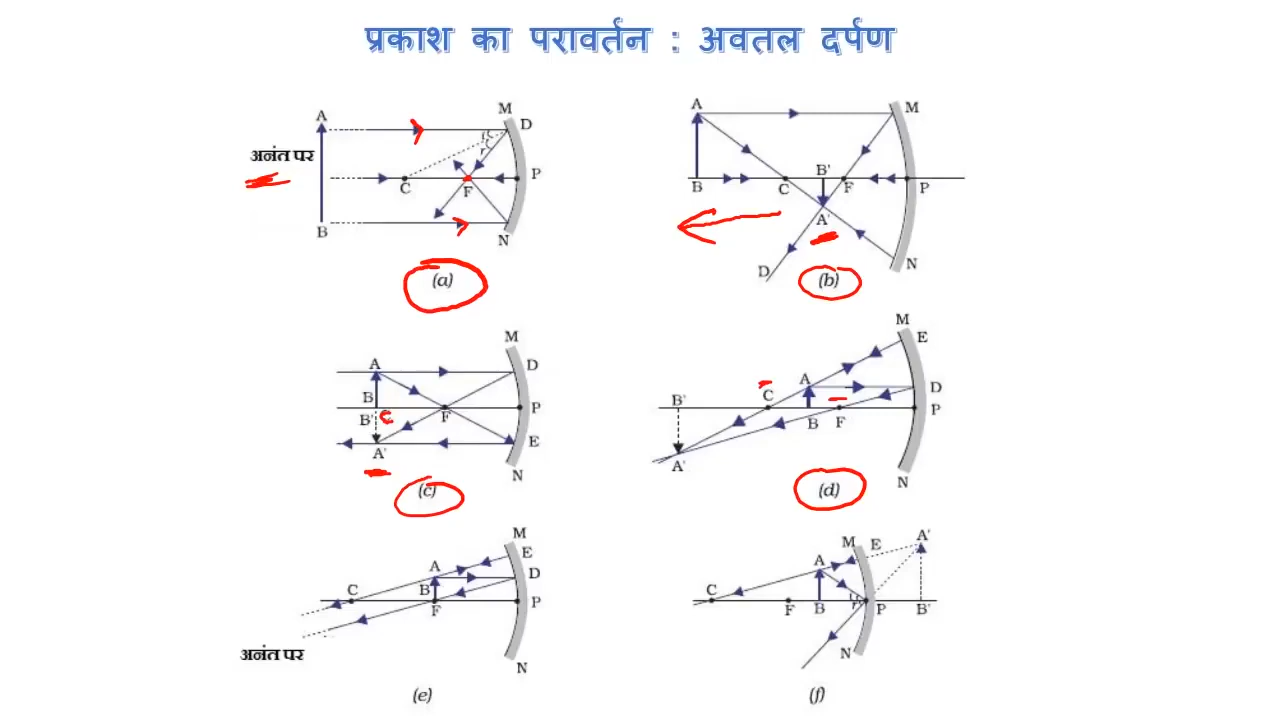 प्रकाश का परावर्तन : अवतल दर्पण
A M D
अनंत पर
C F P
B N
(a)
A M
B C B' F P
A'
D N
(b)
A M D
B F P
B' C
A' E
N
(c)
M E
A D
B' C B F P
A' N
(d)
M E
A D
C B F P
अनंत पर
N
(e)
M E A'
A
C F B P B'
N
(f)